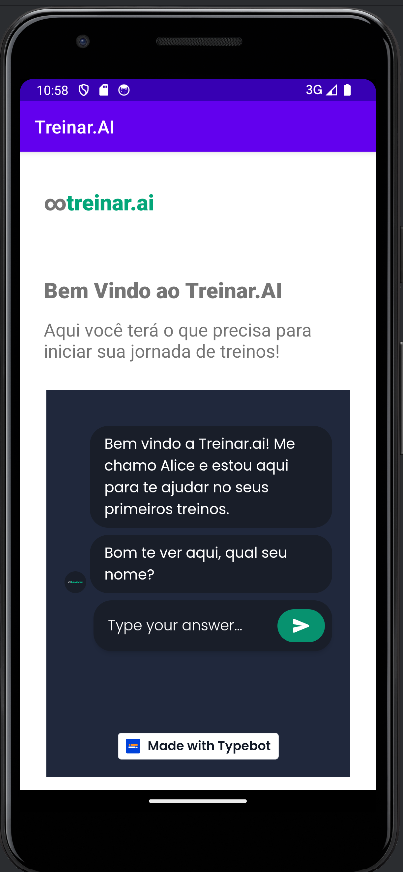 10:58
3G
Treinar.AI
treinar.ai
Bem Vindo ao Treinar.AI
Aqui você terá o que precisa para
iniciar sua jornada de treinos!
Bem vindo a Treinar.ai! Me
chamo Alice e estou aqui
para te ajudar no seus
primeiros treinos.
Bom te ver aqui, qual seu
nome?
Type your answer...
Made with Typebot